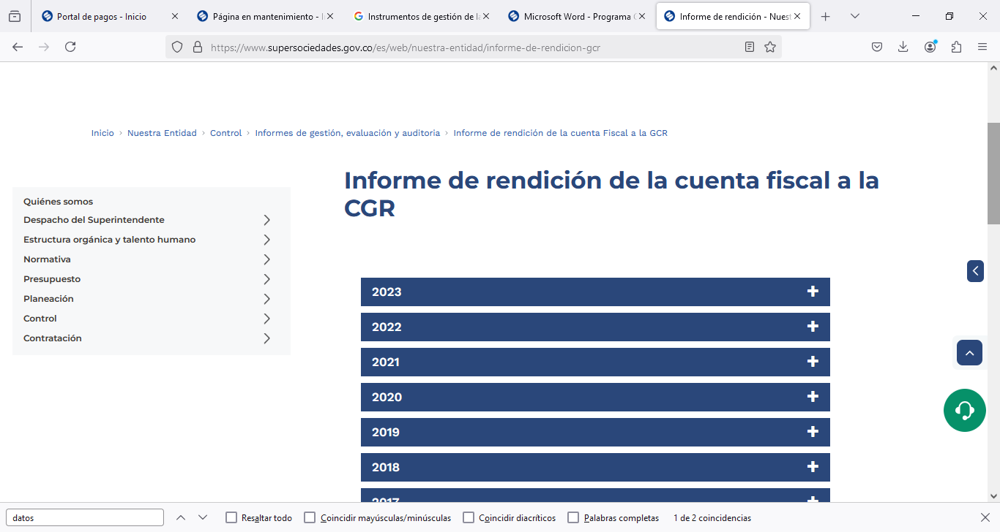 Portal de pagos - Inicio
Página en mantenimiento - I
Instrumentos de gestión de la
Microsoft Word - Programa
Informe de rendición - Nuest
https://www.supersociedades.gov.co/es/web/nuestra-entidad/informe-de-rendicion-gcr
Inicio › Nuestra Entidad › Control › Informes de gestión, evaluación y auditoria › Informe de rendición de la cuenta Fiscal a la GCR
Informe de rendición de la cuenta fiscal a la
CGR
Quiénes somos
Despacho del Superintendente
Estructura orgánica y talento humano
Normativa
Presupuesto
Planeación
Control
Contratación
2023
2022
2021
2020
2019
2018
2017
datos
Resaltar todo
Coincidir mayúsculas/minúsculas
Coincidir diacríticos
Palabras completas
1 de 2 coincidencias